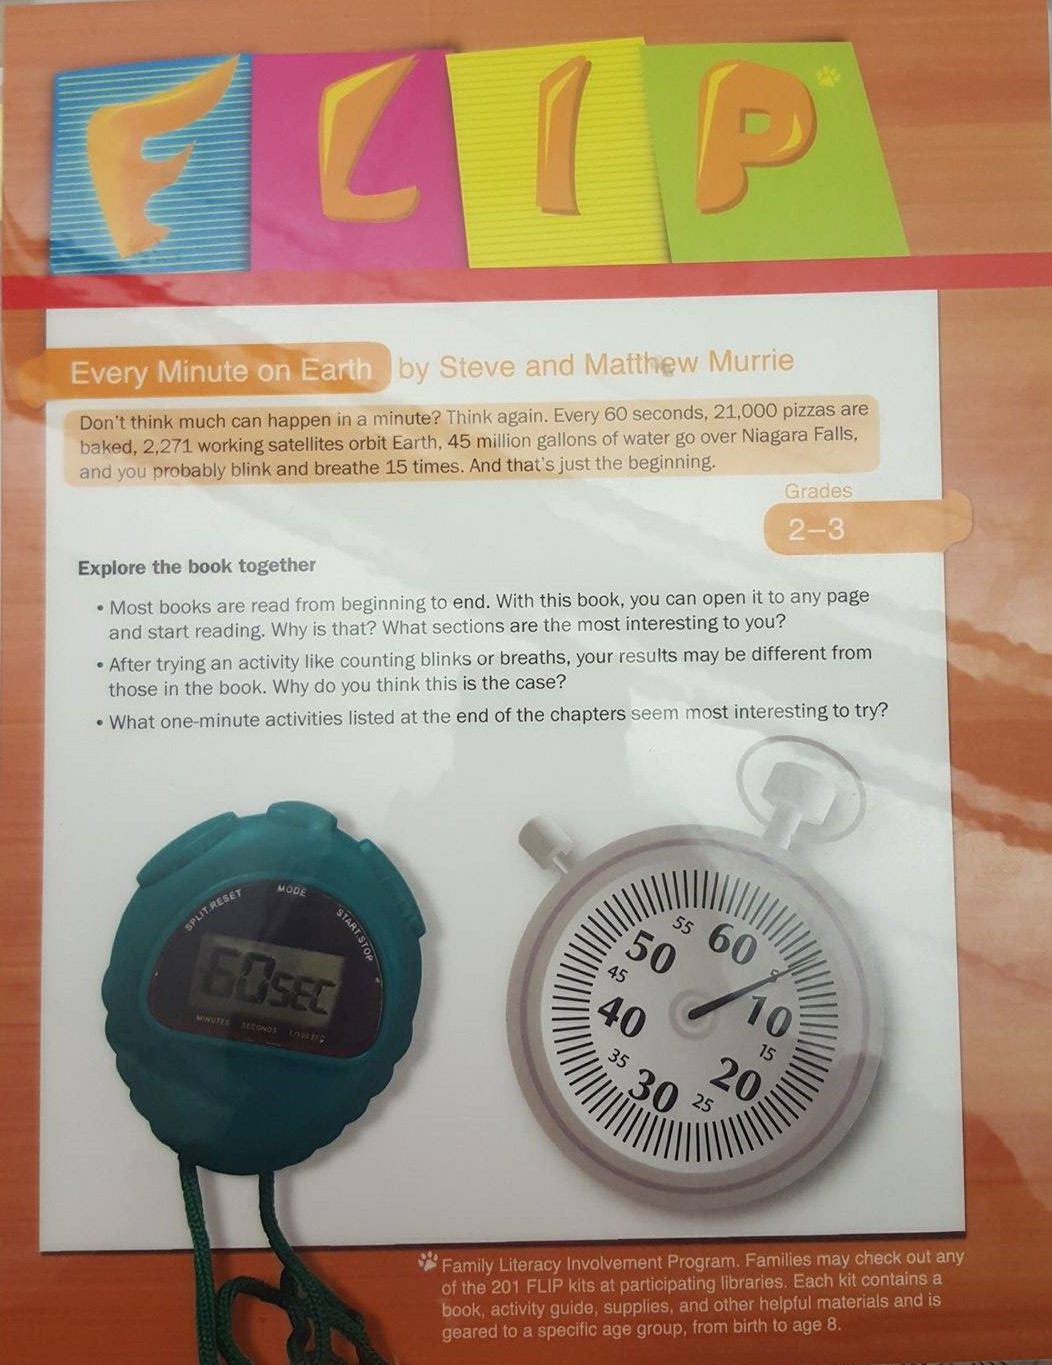 FLIP
Every Minute on Earth by Steve and Matthew Murrie
Don't think much can happen in a minute? Think again. Every 60 seconds, 21,000 pizzas are
baked, 2,271 working satellites orbit Earth, 45 million gallons of water go over Niagara Falls,
and you probably blink and breathe 15 times. And that's just the beginning.
Grades
2–3
Explore the book together
• Most books are read from beginning to end. With this book, you can open it to any page
and start reading. Why is that? What sections are the most interesting to you?
• After trying an activity like counting blinks or breaths, your results may be different from
those in the book. Why do you think this is the case?
• What one-minute activities listed at the end of the chapters seem most interesting to try?
SPLIT.RESET MODE START.STOP
60SEC
MINUTES SECONDS 1/100 SEC
60
5
10
15
20
25
30
35
40
45
50
55
Family Literacy Involvement Program. Families may check out any
of the 201 FLIP kits at participating libraries. Each kit contains a
book, activity guide, supplies, and other helpful materials and is
geared to a specific age group, from birth to age 8.